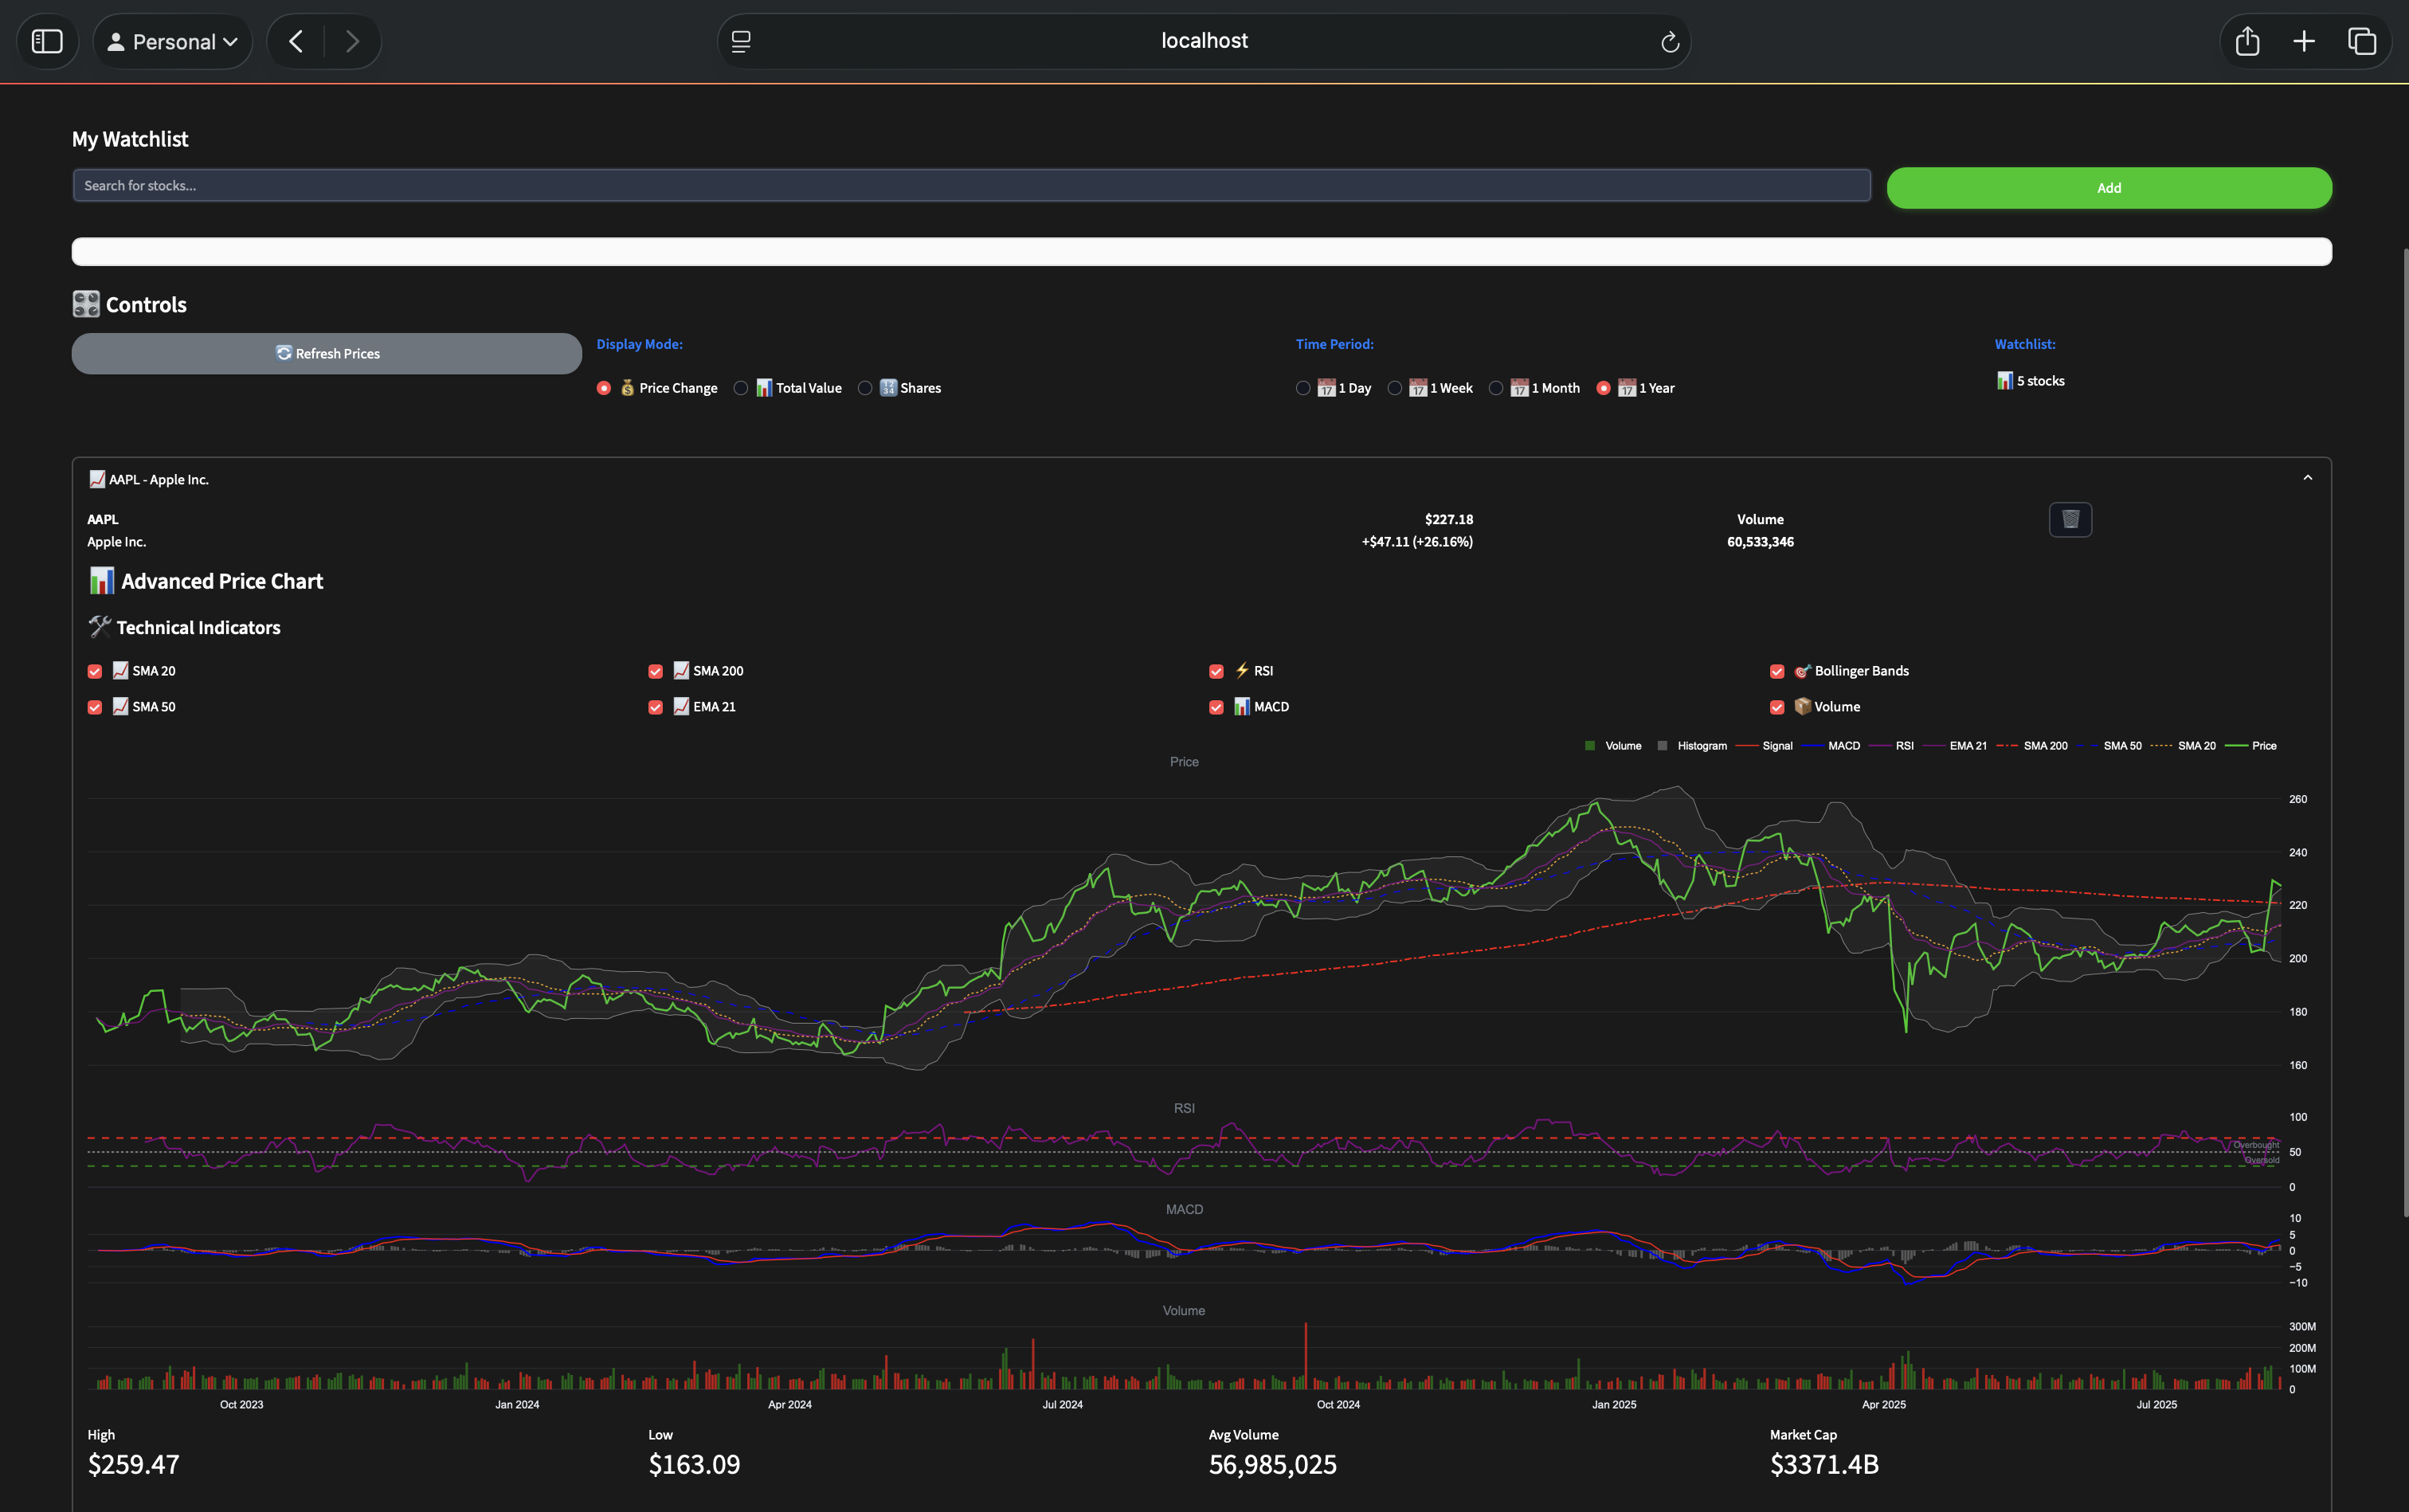 Personal
localhost
My Watchlist
Search for stocks...
Add
Controls
Refresh Prices
Display Mode:
Price Change
Total Value
Shares
Time Period:
1 Day
1 Week
1 Month
1 Year
Watchlist:
5 stocks
AAPL - Apple Inc.
AAPL
Apple Inc.
$227.18
+$47.11 (+26.16%)
Volume
60,533,346
Advanced Price Chart
Technical Indicators
SMA 20
SMA 200
RSI
Bollinger Bands
SMA 50
EMA 21
MACD
Volume
Volume Histogram Signal MACD RSI EMA 21 SMA 200 SMA 50 SMA 20 Price
Price
260
240
220
200
180
160
RSI
100
Overbought
50
Oversold
0
MACD
10
5
0
−5
−10
Volume
300M
200M
100M
0
Oct 2023
Jan 2024
Apr 2024
Jul 2024
Oct 2024
Jan 2025
Apr 2025
Jul 2025
High
$259.47
Low
$163.09
Avg Volume
56,985,025
Market Cap
$3371.4B